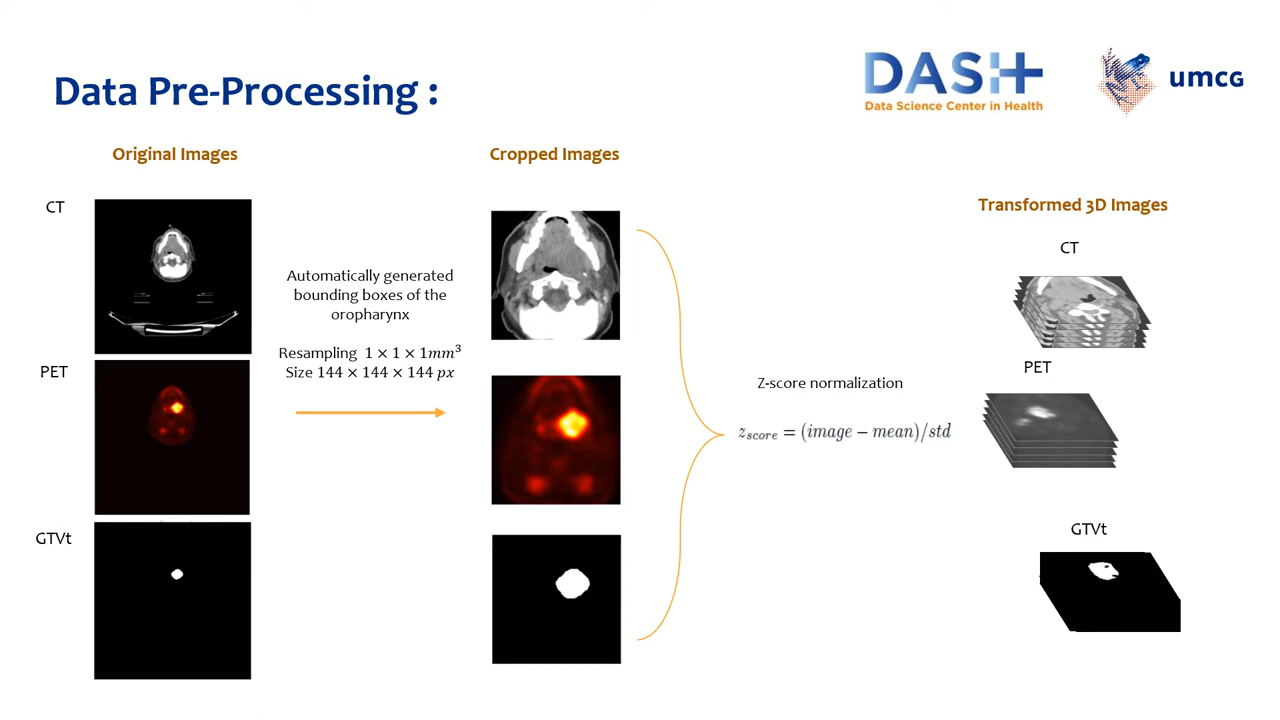 Data Pre-Processing :
DASH
Data Science Center in Health
umcg
Original Images
Cropped Images
Transformed 3D Images
CT
PET
GTVt
Automatically generated
bounding boxes of the
oropharynx
Resampling 1 × 1 × 1mm³
Size 144 × 144 × 144 px
Z-score normalization
z_score = (image − mean)/std
CT
PET
GTVt